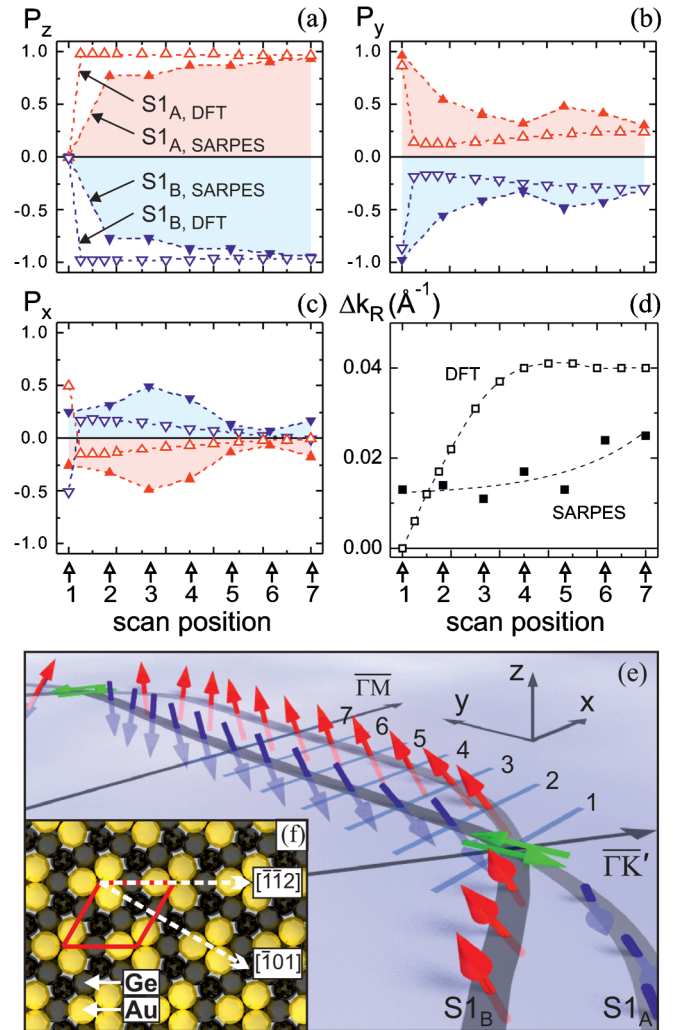 P_z (a)
1.0
0.5
0.0
-0.5
-1.0
S1_A, DFT
S1_A, SARPES
S1_B, SARPES
S1_B, DFT
P_y (b)
1.0
0.5
0.0
-0.5
-1.0
P_x (c)
1.0
0.5
0.0
-0.5
-1.0
1 2 3 4 5 6 7
scan position
Δk_R (Å⁻¹) (d)
0.04
0.02
0.00
DFT
SARPES
1 2 3 4 5 6 7
scan position
(e)
z
y x
Γ̅M̅
7 6 5 4 3 2 1
Γ̅K̅′
S1_B S1_A
(f)
[1̅1̅2]
[1̅01]
Ge
Au